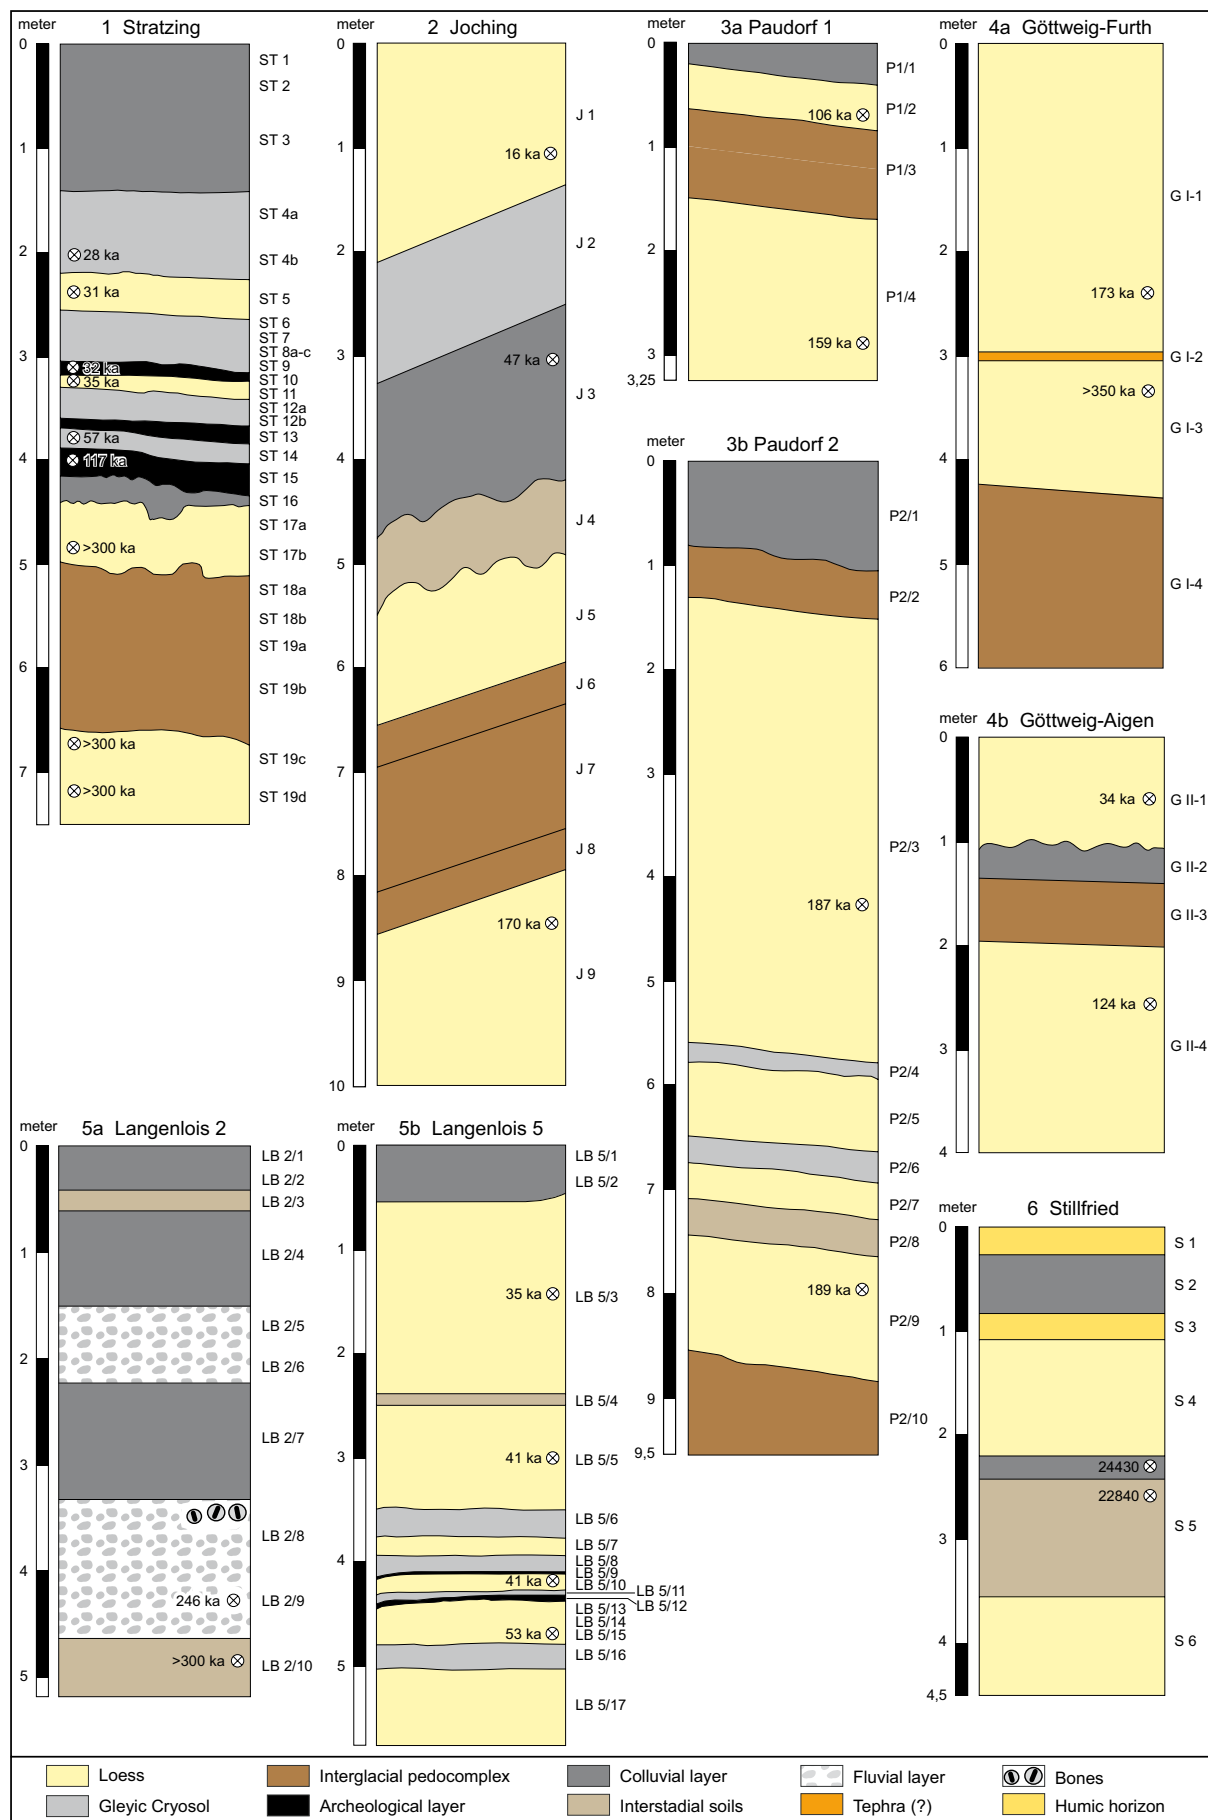 1 Stratzing
meter
0
1
2
3
4
5
6
7
28 ka
31 ka
32 ka
35 ka
57 ka
117 ka
>300 ka
>300 ka
>300 ka
ST 1
ST 2
ST 3
ST 4a
ST 4b
ST 5
ST 6
ST 7
ST 8a-c
ST 9
ST 10
ST 11
ST 12a
ST 12b
ST 13
ST 14
ST 15
ST 16
ST 17a
ST 17b
ST 18a
ST 18b
ST 19a
ST 19b
ST 19c
ST 19d
2 Joching
meter
0
1
2
3
4
5
6
7
8
9
10
16 ka
47 ka
170 ka
J 1
J 2
J 3
J 4
J 5
J 6
J 7
J 8
J 9
3a Paudorf 1
meter
0
1
2
3
3,25
106 ka
159 ka
P1/1
P1/2
P1/3
P1/4
3b Paudorf 2
meter
0
1
2
3
4
5
6
7
8
9
9,5
187 ka
189 ka
P2/1
P2/2
P2/3
P2/4
P2/5
P2/6
P2/7
P2/8
P2/9
P2/10
4a Göttweig-Furth
meter
0
1
2
3
4
5
6
173 ka
>350 ka
G I-1
G I-2
G I-3
G I-4
4b Göttweig-Aigen
meter
0
1
2
3
4
34 ka
124 ka
G II-1
G II-2
G II-3
G II-4
5a Langenlois 2
meter
0
1
2
3
4
5
246 ka
>300 ka
LB 2/1
LB 2/2
LB 2/3
LB 2/4
LB 2/5
LB 2/6
LB 2/7
LB 2/8
LB 2/9
LB 2/10
5b Langenlois 5
meter
0
1
2
3
4
5
35 ka
41 ka
41 ka
53 ka
LB 5/1
LB 5/2
LB 5/3
LB 5/4
LB 5/5
LB 5/6
LB 5/7
LB 5/8
LB 5/9
LB 5/10
LB 5/11
LB 5/12
LB 5/13
LB 5/14
LB 5/15
LB 5/16
LB 5/17
6 Stillfried
meter
0
1
2
3
4
4,5
24430
22840
S 1
S 2
S 3
S 4
S 5
S 6
Loess
Interglacial pedocomplex
Colluvial layer
Fluvial layer
Bones
Gleyic Cryosol
Archeological layer
Interstadial soils
Tephra (?)
Humic horizon